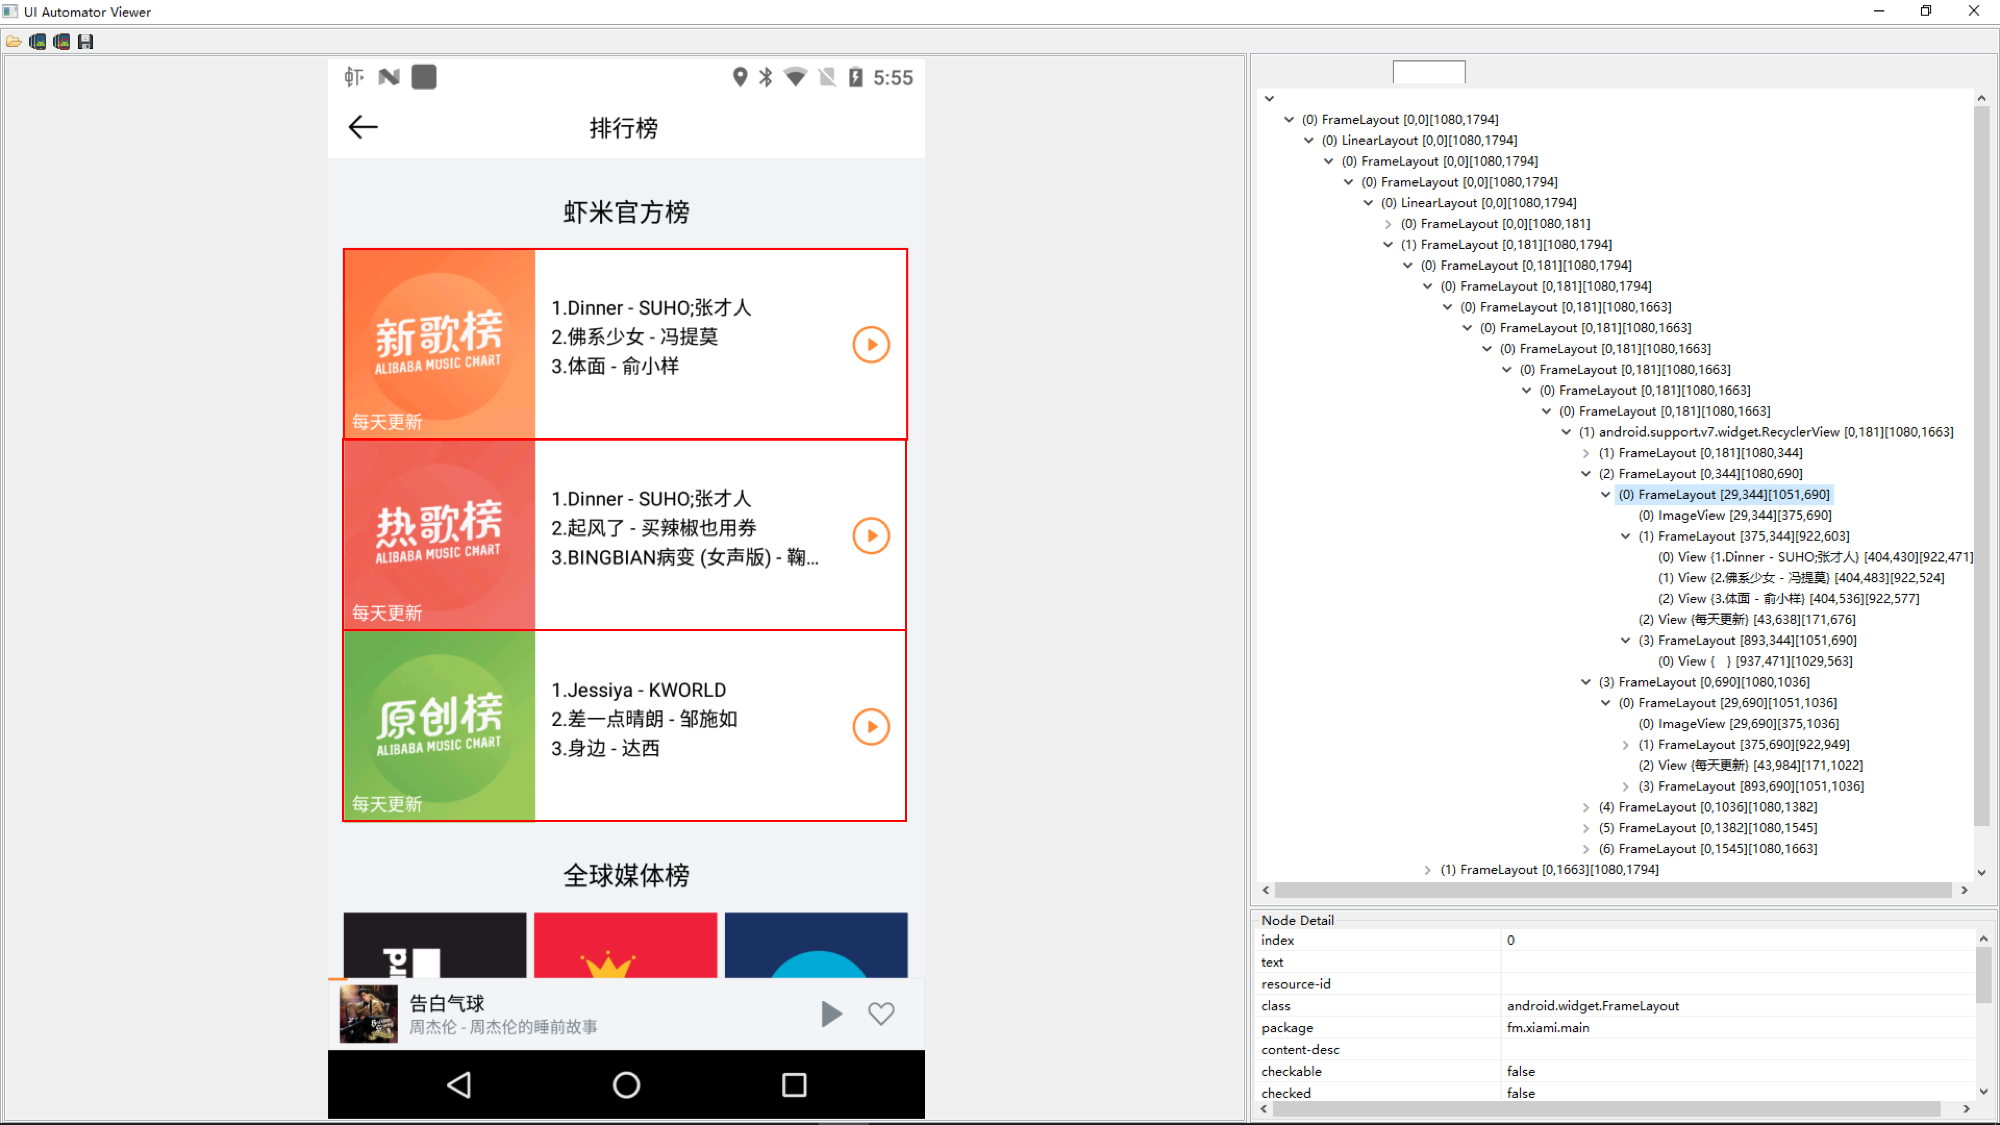 UI Automator Viewer
5:55
排行榜
虾米官方榜
新歌榜
ALIBABA MUSIC CHART
每天更新
1.Dinner - SUHO;张才人
2.佛系少女 - 冯提莫
3.体面 - 俞小样
热歌榜
ALIBABA MUSIC CHART
每天更新
1.Dinner - SUHO;张才人
2.起风了 - 买辣椒也用券
3.BINGBIAN病变 (女声版) - 鞠...
原创榜
ALIBABA MUSIC CHART
每天更新
1.Jessiya - KWORLD
2.差一点晴朗 - 邹施如
3.身边 - 达西
全球媒体榜
rd
告白气球
周杰伦 - 周杰伦的睡前故事
(0) FrameLayout [0,0][1080,1794]
(0) LinearLayout [0,0][1080,1794]
(0) FrameLayout [0,0][1080,1794]
(0) FrameLayout [0,0][1080,1794]
(0) LinearLayout [0,0][1080,1794]
(0) FrameLayout [0,0][1080,181]
(1) FrameLayout [0,181][1080,1794]
(0) FrameLayout [0,181][1080,1794]
(0) FrameLayout [0,181][1080,1794]
(0) FrameLayout [0,181][1080,1663]
(0) FrameLayout [0,181][1080,1663]
(0) FrameLayout [0,181][1080,1663]
(0) FrameLayout [0,181][1080,1663]
(0) FrameLayout [0,181][1080,1663]
(0) FrameLayout [0,181][1080,1663]
(1) android.support.v7.widget.RecyclerView [0,181][1080,1663]
(1) FrameLayout [0,181][1080,344]
(2) FrameLayout [0,344][1080,690]
(0) FrameLayout [29,344][1051,690]
(0) ImageView [29,344][375,690]
(1) FrameLayout [375,344][922,603]
(0) View {1.Dinner - SUHO;张才人} [404,430][922,471]
(1) View {2.佛系少女 - 冯提莫} [404,483][922,524]
(2) View {3.体面 - 俞小样} [404,536][922,577]
(2) View {每天更新} [43,638][171,676]
(3) FrameLayout [893,344][1051,690]
(0) View { } [937,471][1029,563]
(3) FrameLayout [0,690][1080,1036]
(0) FrameLayout [29,690][1051,1036]
(0) ImageView [29,690][375,1036]
(1) FrameLayout [375,690][922,949]
(2) View {每天更新} [43,984][171,1022]
(3) FrameLayout [893,690][1051,1036]
(4) FrameLayout [0,1036][1080,1382]
(5) FrameLayout [0,1382][1080,1545]
(6) FrameLayout [0,1545][1080,1663]
(1) FrameLayout [0,1663][1080,1794]
Node Detail
index 0
text
resource-id
class android.widget.FrameLayout
package fm.xiami.main
content-desc
checkable false
checked false